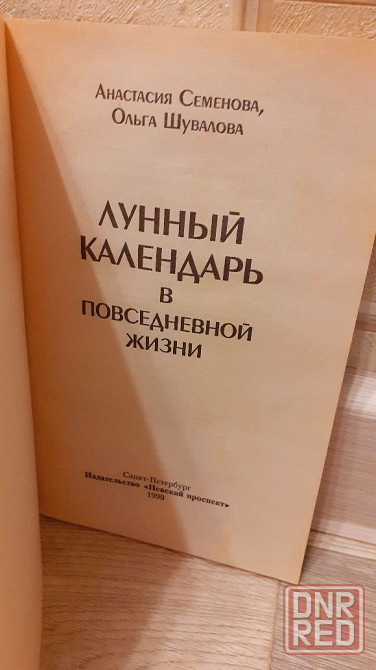 Анастасия Семенова,
Ольга Шувалова
ЛУННЫЙ
КАЛЕНДАРЬ
В
ПОВСЕДНЕВНОЙ
ЖИЗНИ
Санкт-Петербург
Издательство «Невский проспект»
1999
DNR
RED